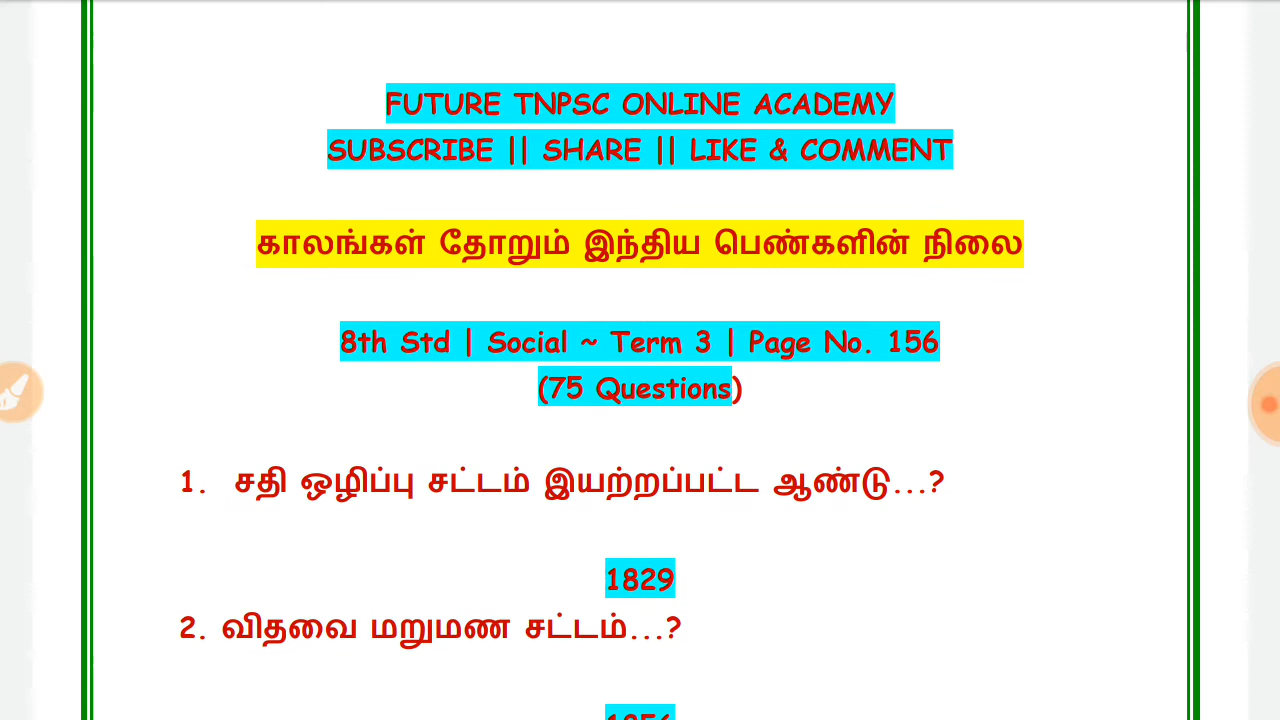 FUTURE TNPSC ONLINE ACADEMY
SUBSCRIBE || SHARE || LIKE & COMMENT
காலங்கள் தோறும் இந்திய பெண்களின் நிலை
8th Std | Social ~ Term 3 | Page No. 156
(75 Questions)
1. சதி ஒழிப்பு சட்டம் இயற்றப்பட்ட ஆண்டு...?
1829
2. விதவை மறுமண சட்டம்...?
1856